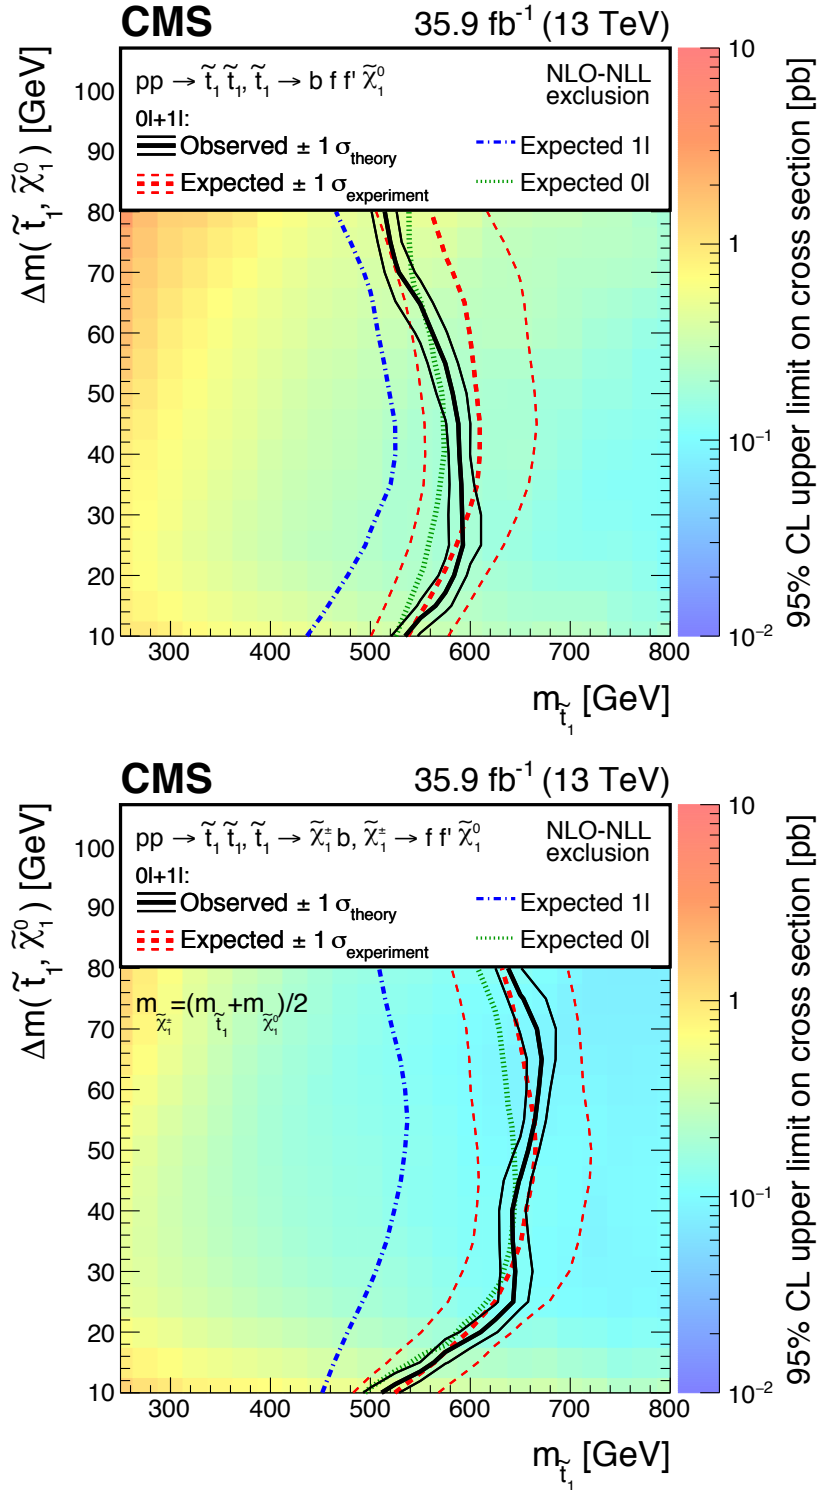 CMS 35.9 fb⁻¹ (13 TeV)
pp → t̃₁ t̃₁, t̃₁ → b f f' χ̃₁⁰ NLO-NLL
exclusion
0l+1l:
Observed ± 1 σ_theory Expected 1l
Expected ± 1 σ_experiment Expected 0l
Δm( t̃₁, χ̃₁⁰ ) [GeV]
100
90
80
70
60
50
40
30
20
10
300 400 500 600 700 800
m_t̃₁ [GeV]
10
1
10⁻¹
10⁻²
95% CL upper limit on cross section [pb]
CMS 35.9 fb⁻¹ (13 TeV)
pp → t̃₁ t̃₁, t̃₁ → χ̃₁± b, χ̃₁± → f f' χ̃₁⁰ NLO-NLL
exclusion
0l+1l:
Observed ± 1 σ_theory Expected 1l
Expected ± 1 σ_experiment Expected 0l
m_χ̃₁± =(m_t̃₁ +m_χ̃₁⁰ )/2
Δm( t̃₁, χ̃₁⁰ ) [GeV]
100
90
80
70
60
50
40
30
20
10
300 400 500 600 700 800
m_t̃₁ [GeV]
10
1
10⁻¹
10⁻²
95% CL upper limit on cross section [pb]